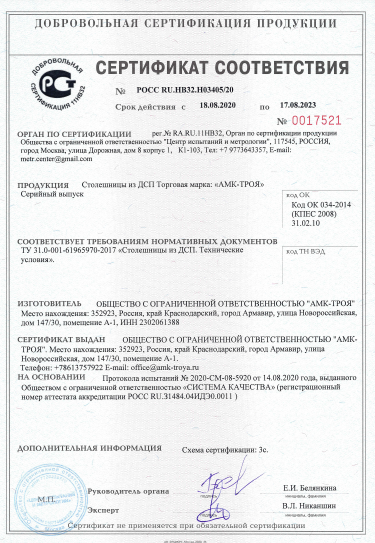 ДОБРОВОЛЬНАЯ СЕРТИФИКАЦИЯ ПРОДУКЦИИ
ДОБРОВОЛЬНАЯ
СЕРТИФИКАЦИЯ 11НВ32
СЕРТИФИКАТ СООТВЕТСТВИЯ
№ РОСС RU.НВ32.Н03405/20
Срок действия с 18.08.2020 по 17.08.2023
№ 0017521
ОРГАН ПО СЕРТИФИКАЦИИ рег.№ RA.RU.11НВ32, Орган по сертификации продукции
Общества с ограниченной ответственностью "Центр испытаний и метрологии", 117545, РОССИЯ,
город Москва, улица Дорожная, дом 8 корпус 1, К1-103, Тел: +7 9773643357, E-mail:
metr.center@gmail.com
ПРОДУКЦИЯ Столешницы из ДСП Торговая марка: «АМК-ТРОЯ»
Серийный выпуск
код ОК
Код ОК 034-2014
(КПЕС 2008)
31.02.10
СООТВЕТСТВУЕТ ТРЕБОВАНИЯМ НОРМАТИВНЫХ ДОКУМЕНТОВ
ТУ 31.0-001-61965970-2017 «Столешницы из ДСП. Технические
условия».
код ТН ВЭД
ИЗГОТОВИТЕЛЬ ОБЩЕСТВО С ОГРАНИЧЕННОЙ ОТВЕТСТВЕННОСТЬЮ "АМК-ТРОЯ"
Место нахождения: 352923, Россия, край Краснодарский, город Армавир, улица Новороссийская,
дом 147/30, помещение А-1, ИНН 2302061388
СЕРТИФИКАТ ВЫДАН ОБЩЕСТВО С ОГРАНИЧЕННОЙ ОТВЕТСТВЕННОСТЬЮ "АМК-
ТРОЯ". Место нахождения: 352923, Россия, край Краснодарский, город Армавир, улица
Новороссийская, дом 147/30, помещение А-1.
Телефон: +78613757922 E-mail: office@amk-troya.ru
НА ОСНОВАНИИ Протокола испытаний № 2020-СМ-08-5920 от 14.08.2020 года, выданного
Обществом с ограниченной ответственностью «СИСТЕМА КАЧЕСТВА» (регистрационный
номер аттестата аккредитации РОСС RU.31484.04ИДЭ0.0011 )
ДОПОЛНИТЕЛЬНАЯ ИНФОРМАЦИЯ Схема сертификации: 3с.
М.П.
Руководитель органа Е.И. Белянкина
подпись инициалы, фамилия
Эксперт В.Л. Никаншин
подпись инициалы, фамилия
Сертификат не применяется при обязательной сертификации